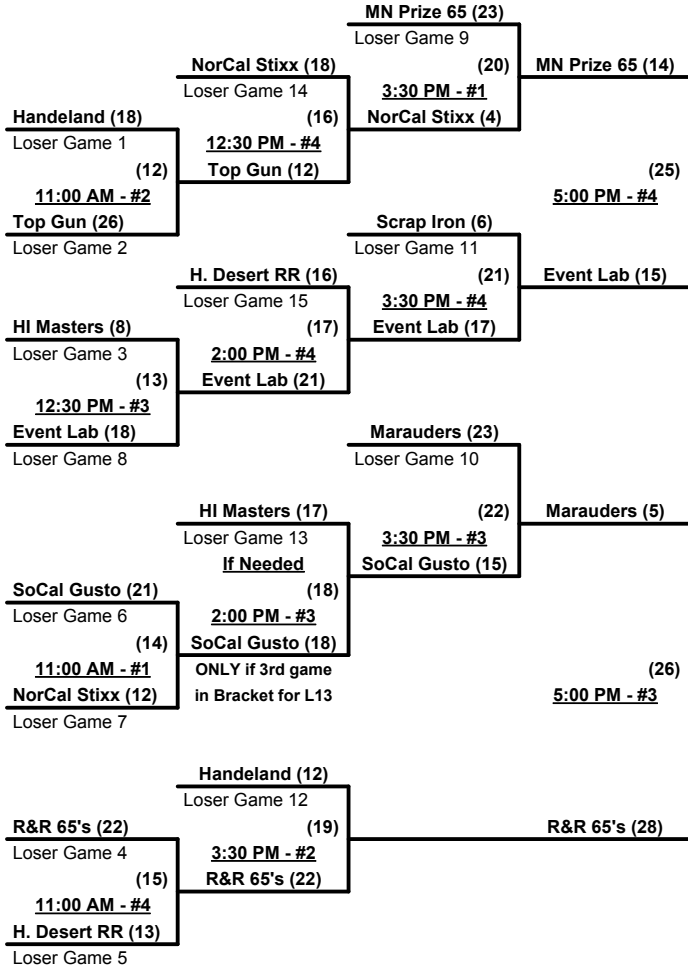 MN Prize 65 (23)
Loser Game 9
NorCal Stixx (18)
(20)
MN Prize 65 (14)
Loser Game 14
3:30 PM - #1
Handeland (18)
(16)
NorCal Stixx (4)
Loser Game 1
12:30 PM - #4
(12)
Top Gun (12)
(25)
11:00 AM - #2
5:00 PM - #4
Top Gun (26)
Scrap Iron (6)
Loser Game 2
Loser Game 11
H. Desert RR (16)
(21)
Event Lab (15)
Loser Game 15
3:30 PM - #4
HI Masters (8)
(17)
Event Lab (17)
Loser Game 3
2:00 PM - #4
(13)
Event Lab (21)
12:30 PM - #3
Event Lab (18)
Marauders (23)
Loser Game 8
Loser Game 10
HI Masters (17)
(22)
Marauders (5)
Loser Game 13
3:30 PM - #3
If Needed
SoCal Gusto (15)
SoCal Gusto (21)
(18)
Loser Game 6
2:00 PM - #3
(14)
SoCal Gusto (18)
11:00 AM - #1
ONLY if 3rd game
(26)
NorCal Stixx (12)
in Bracket for L13
5:00 PM - #3
Loser Game 7
Handeland (12)
Loser Game 12
R&R 65's (22)
(19)
R&R 65's (28)
Loser Game 4
3:30 PM - #2
(15)
R&R 65's (22)
11:00 AM - #4
H. Desert RR (13)
Loser Game 5